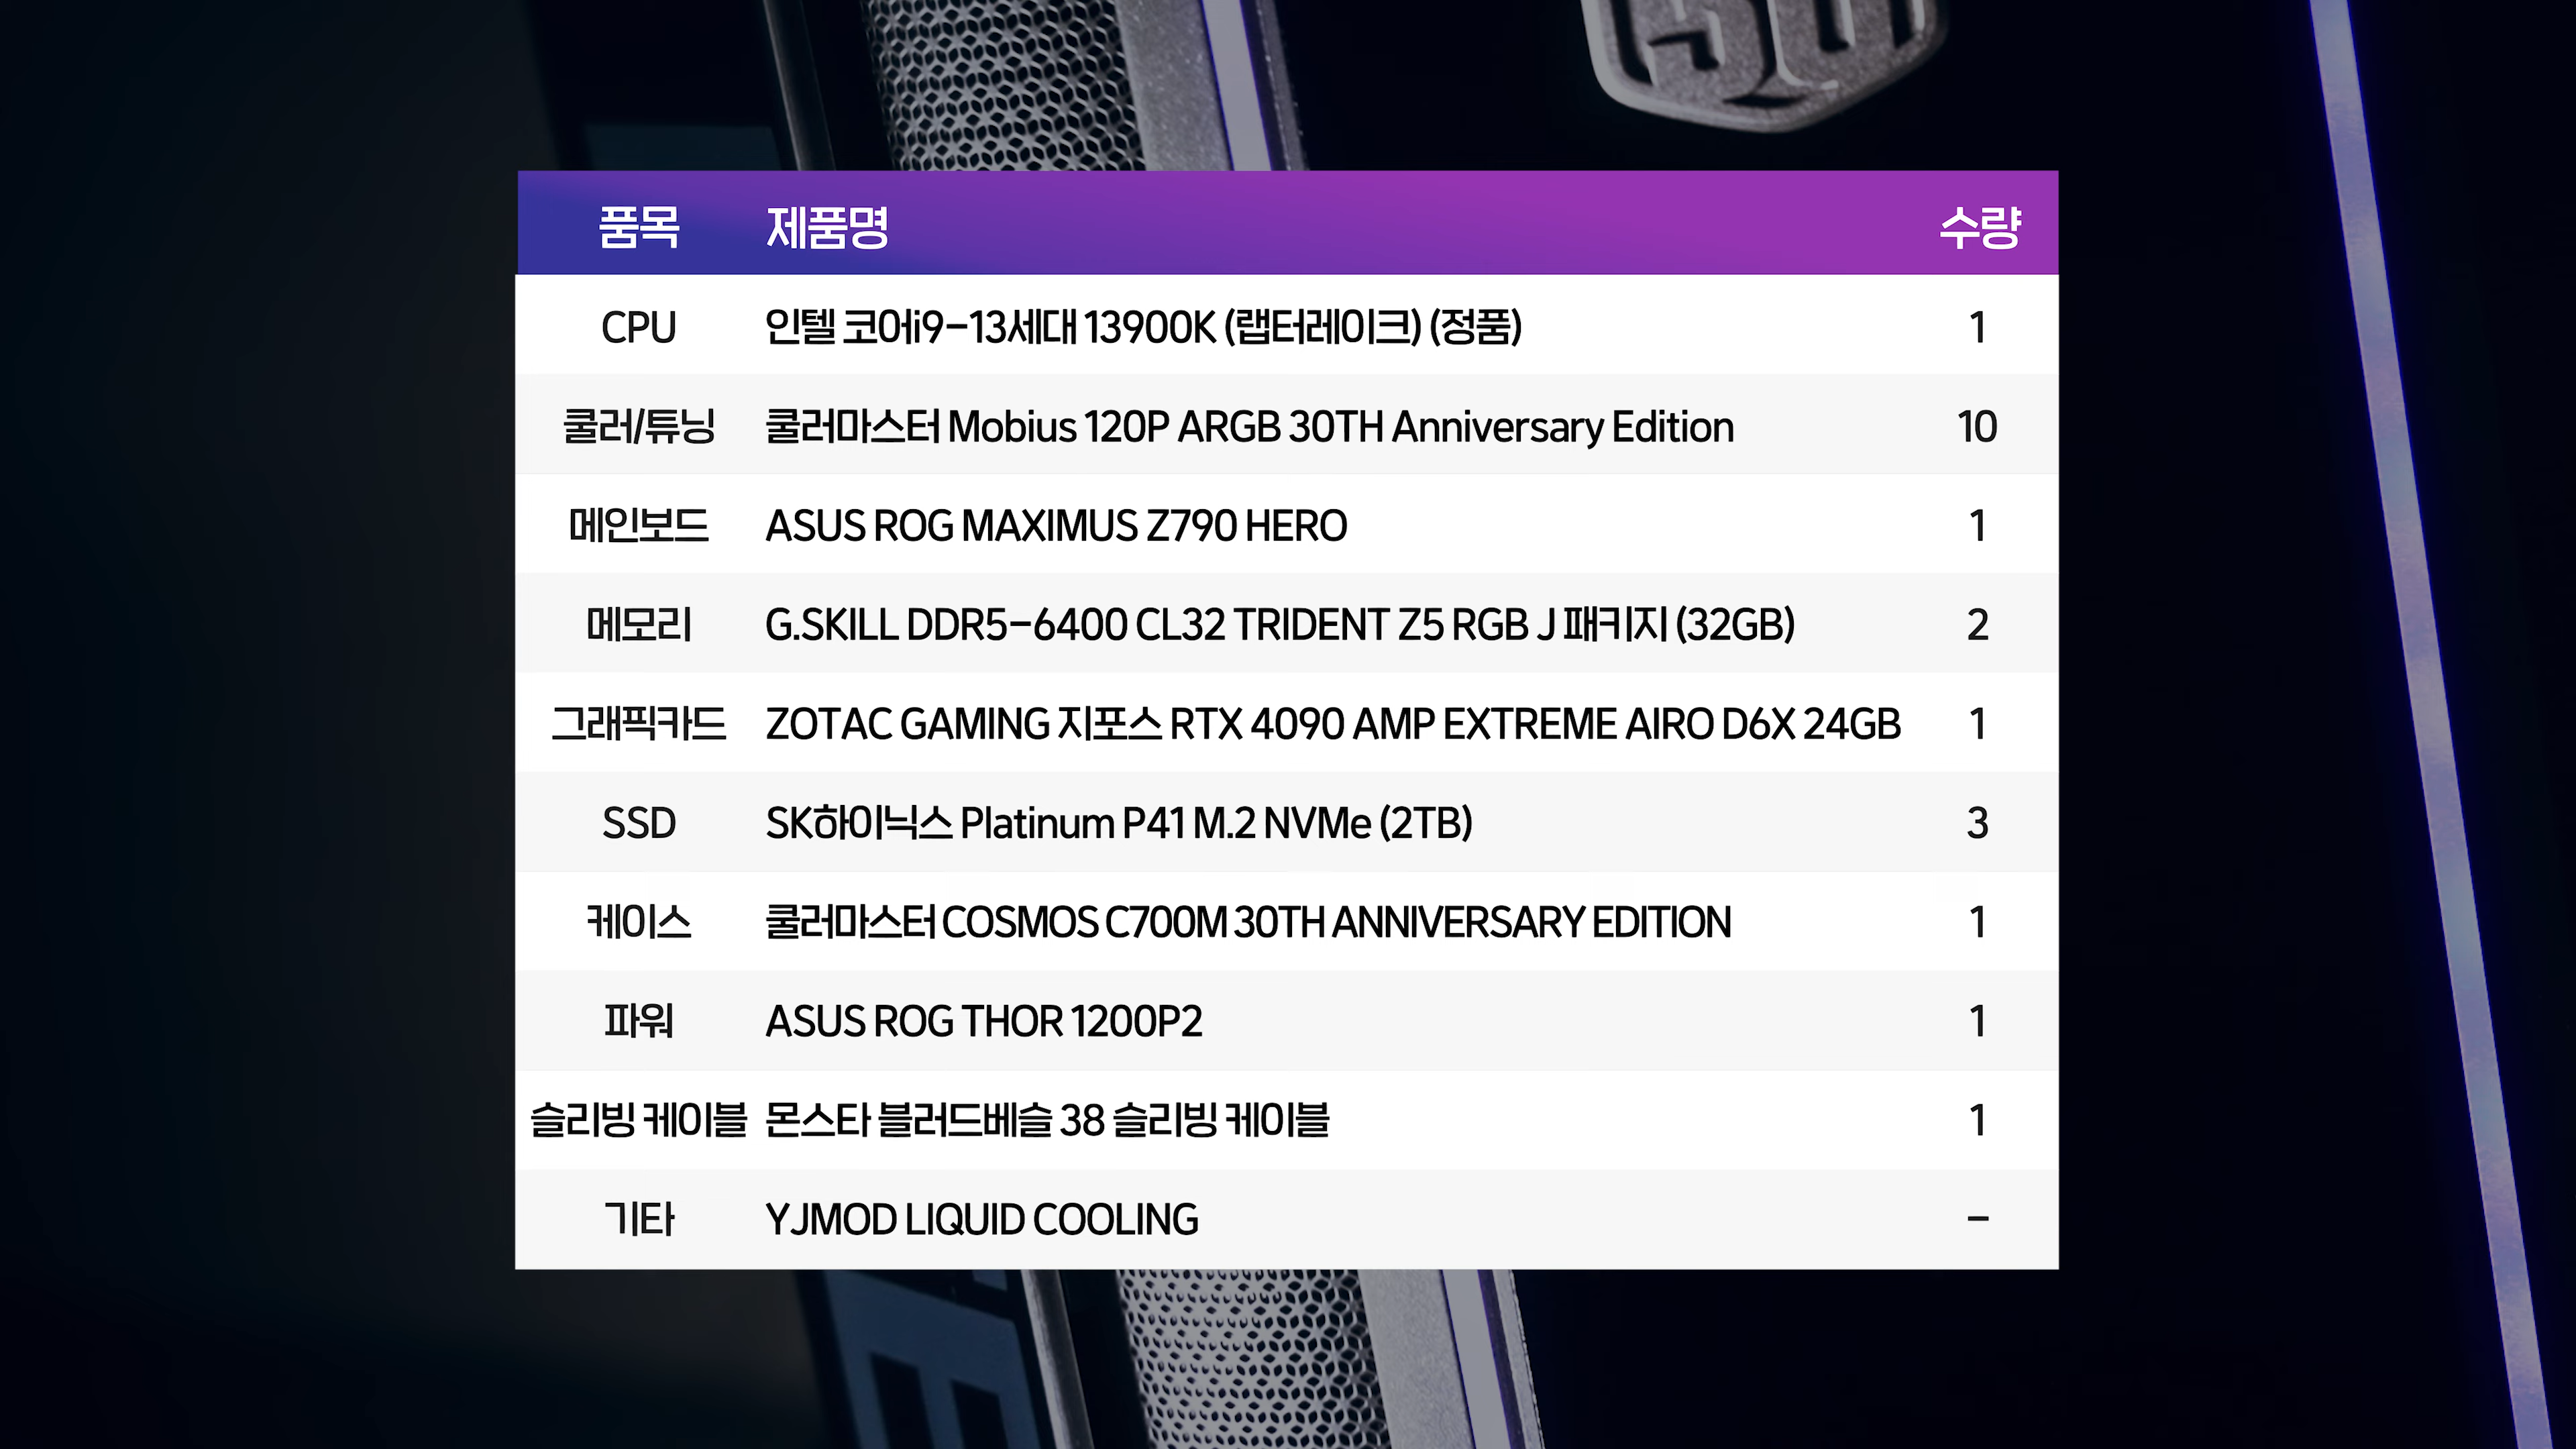 품목 제품명 수량
CPU 인텔 코어i9-13세대 13900K (랩터레이크) (정품) 1
쿨러/튜닝 쿨러마스터 Mobius 120P ARGB 30TH Anniversary Edition 10
메인보드 ASUS ROG MAXIMUS Z790 HERO 1
메모리 G.SKILL DDR5-6400 CL32 TRIDENT Z5 RGB J 패키지 (32GB) 2
그래픽카드 ZOTAC GAMING 지포스 RTX 4090 AMP EXTREME AIRO D6X 24GB 1
SSD SK하이닉스 Platinum P41 M.2 NVMe (2TB) 3
케이스 쿨러마스터 COSMOS C700M 30TH ANNIVERSARY EDITION 1
파워 ASUS ROG THOR 1200P2 1
슬리빙 케이블 몬스타 블러드베슬 38 슬리빙 케이블 1
기타 YJMOD LIQUID COOLING -